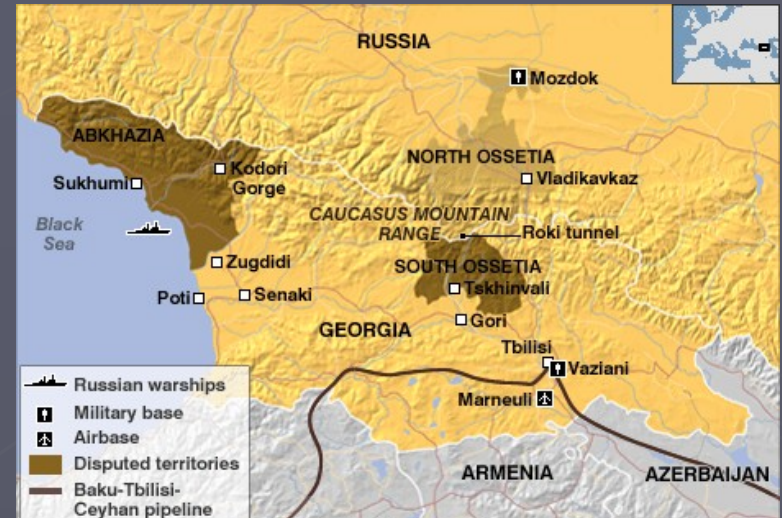 RUSSIA
Mozdok
ABKHAZIA
NORTH OSSETIA
Kodori
Gorge
Sukhumi
Vladikavkaz
CAUCASUS MOUNTAIN
RANGE
Black
Sea
Roki tunnel
Zugdidi
SOUTH OSSETIA
Tskhinvali
Poti
Senaki
Gori
GEORGIA
Tbilisi
Vaziani
Marneuli
Russian warships
Military base
Airbase
Disputed territories
Baku-Tbilisi-
Ceyhan pipeline
ARMENIA
AZERBAIJAN